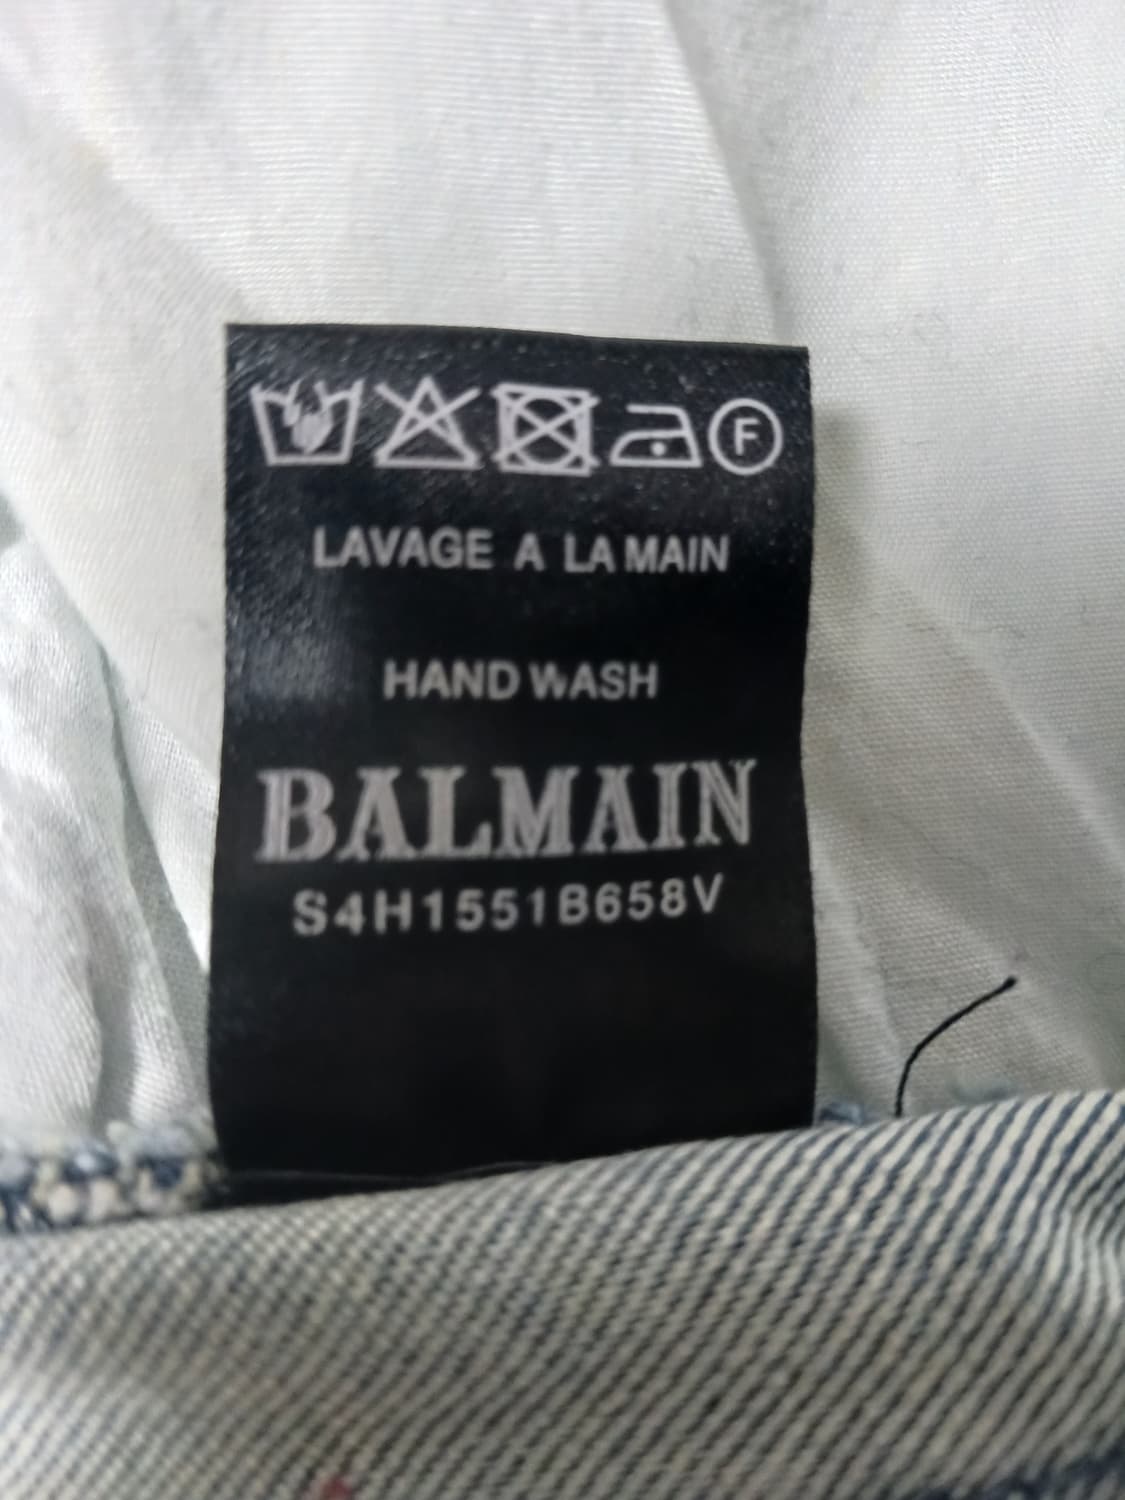 F
LAVAGE A LA MAIN
HAND WASH
BALMAIN
S4H1551B658V